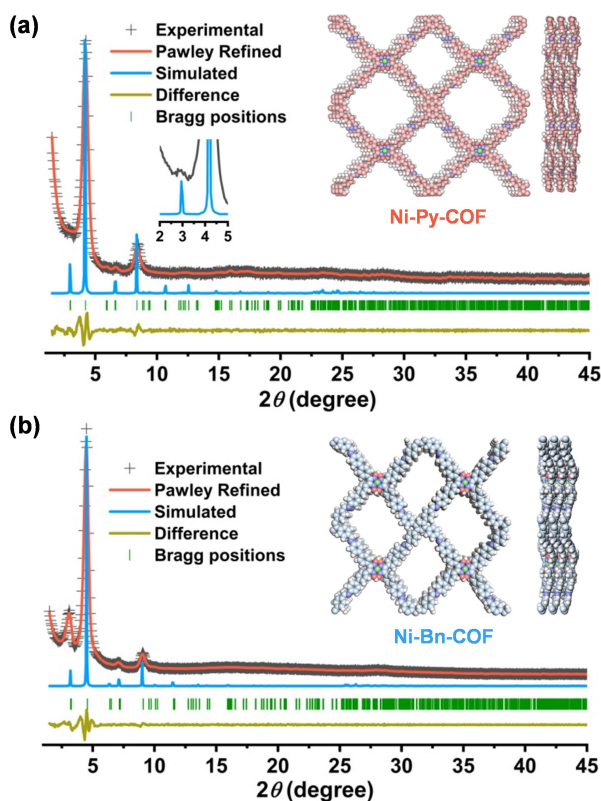 (a)
Experimental
Pawley Refined
Simulated
Difference
Bragg positions
2 3 4 5
Ni-Py-COF
5 10 15 20 25 30 35 40 45
2θ (degree)
(b)
Experimental
Pawley Refined
Simulated
Difference
Bragg positions
Ni-Bn-COF
5 10 15 20 25 30 35 40 45
2θ (degree)